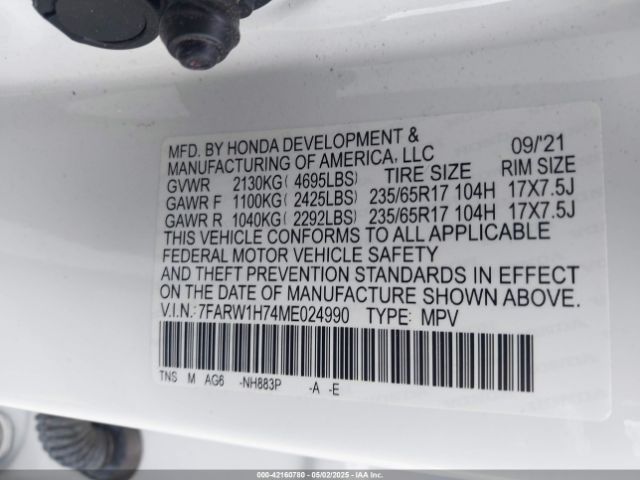 MFD. BY HONDA DEVELOPMENT & 09/'21
MANUFACTURING OF AMERICA, LLC
GVWR 2130KG( 4695LBS) TIRE SIZE RIM SIZE
GAWR F 1100KG( 2425LBS) 235/65R17 104H 17X7.5J
GAWR R 1040KG( 2292LBS) 235/65R17 104H 17X7.5J
THIS VEHICLE CONFORMS TO ALL APPLICABLE
FEDERAL MOTOR VEHICLE SAFETY
AND THEFT PREVENTION STANDARDS IN EFFECT
ON THE DATE OF MANUFACTURE SHOWN ABOVE.
V.I.N.:7FARW1H74ME024990 TYPE: MPV
TNS M AG6 -NH883P -A -E
000-42160780 - 05/02/2025 - IAAI.COM